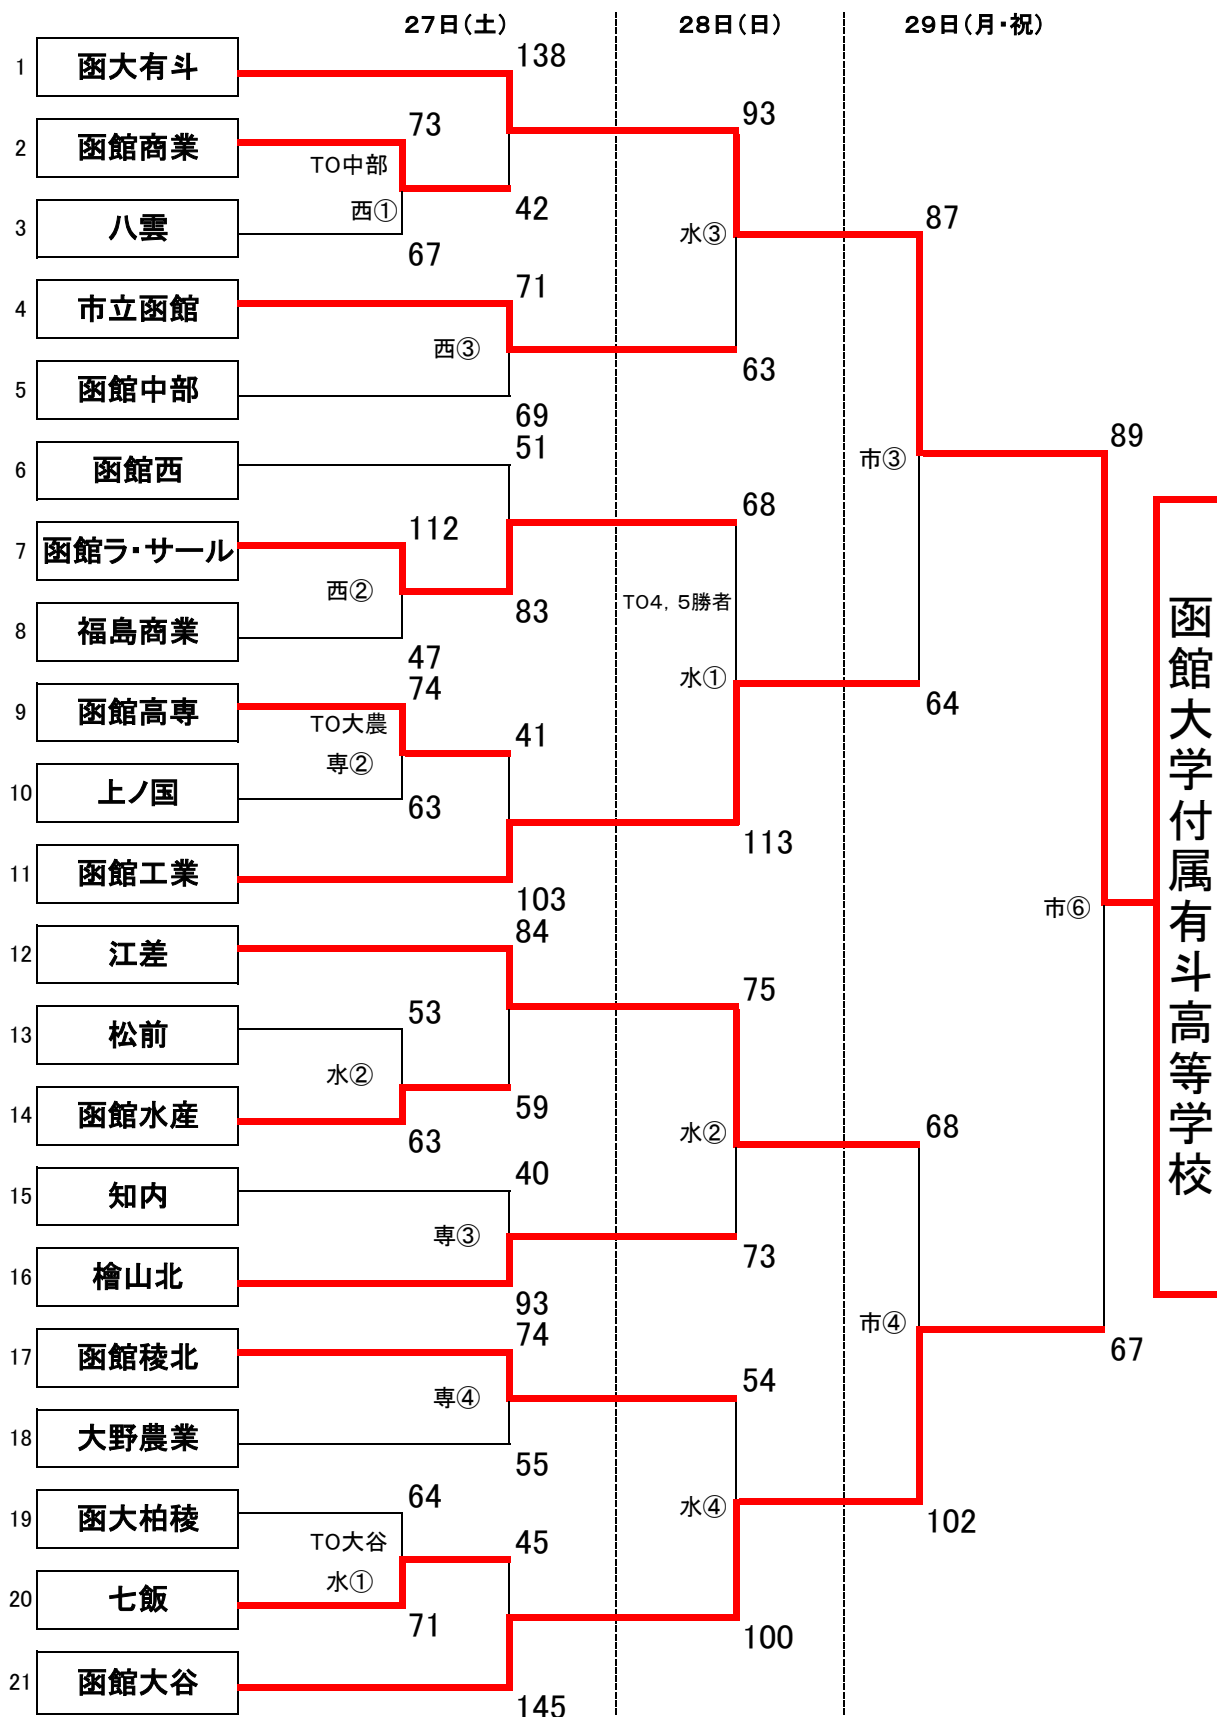 27日(土)
28日(日)
29日(月・祝)
1 函大有斗
138
93
2 函館商業
73
TO中部
西①
42
3 八雲
67
水③
87
4 市立函館
71
西③
63
5 函館中部
69
6 函館西
51
68
市③
89
7 函館ラ・サール
112
西②
83
TO4，5勝者
8 福島商業
47
水①
64
9 函館高専
74
TO大農
専②
41
10 上ノ国
63
113
11 函館工業
103
市⑥
函館大学付属有斗高等学校
12 江差
84
75
13 松前
53
水②
59
14 函館水産
63
水②
68
15 知内
40
専③
73
16 檜山北
93
市④
67
17 函館稜北
74
専④
54
18 大野農業
55
19 函大柏稜
64
TO大谷
水①
45
水④
102
20 七飯
71
100
21 函館大谷
145